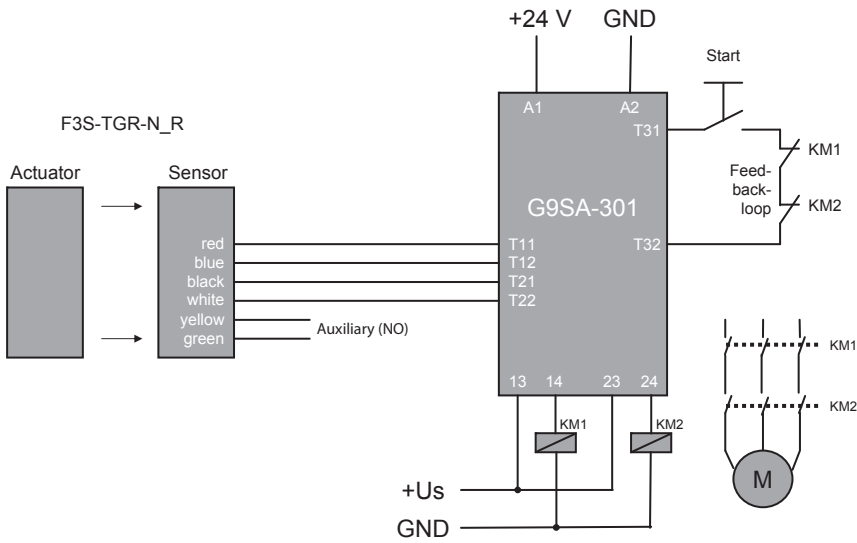 +24 V GND
Start
A1 A2
F3S-TGR-N_R
T31
KM1
Actuator Sensor
Feed-
back-
loop
KM2
G9SA-301
red T11 T32
blue T12
black T21
white T22
yellow
Auxiliary (NO)
green
KM1
13 14 23 24
KM2
KM1 KM2
M
+Us
GND